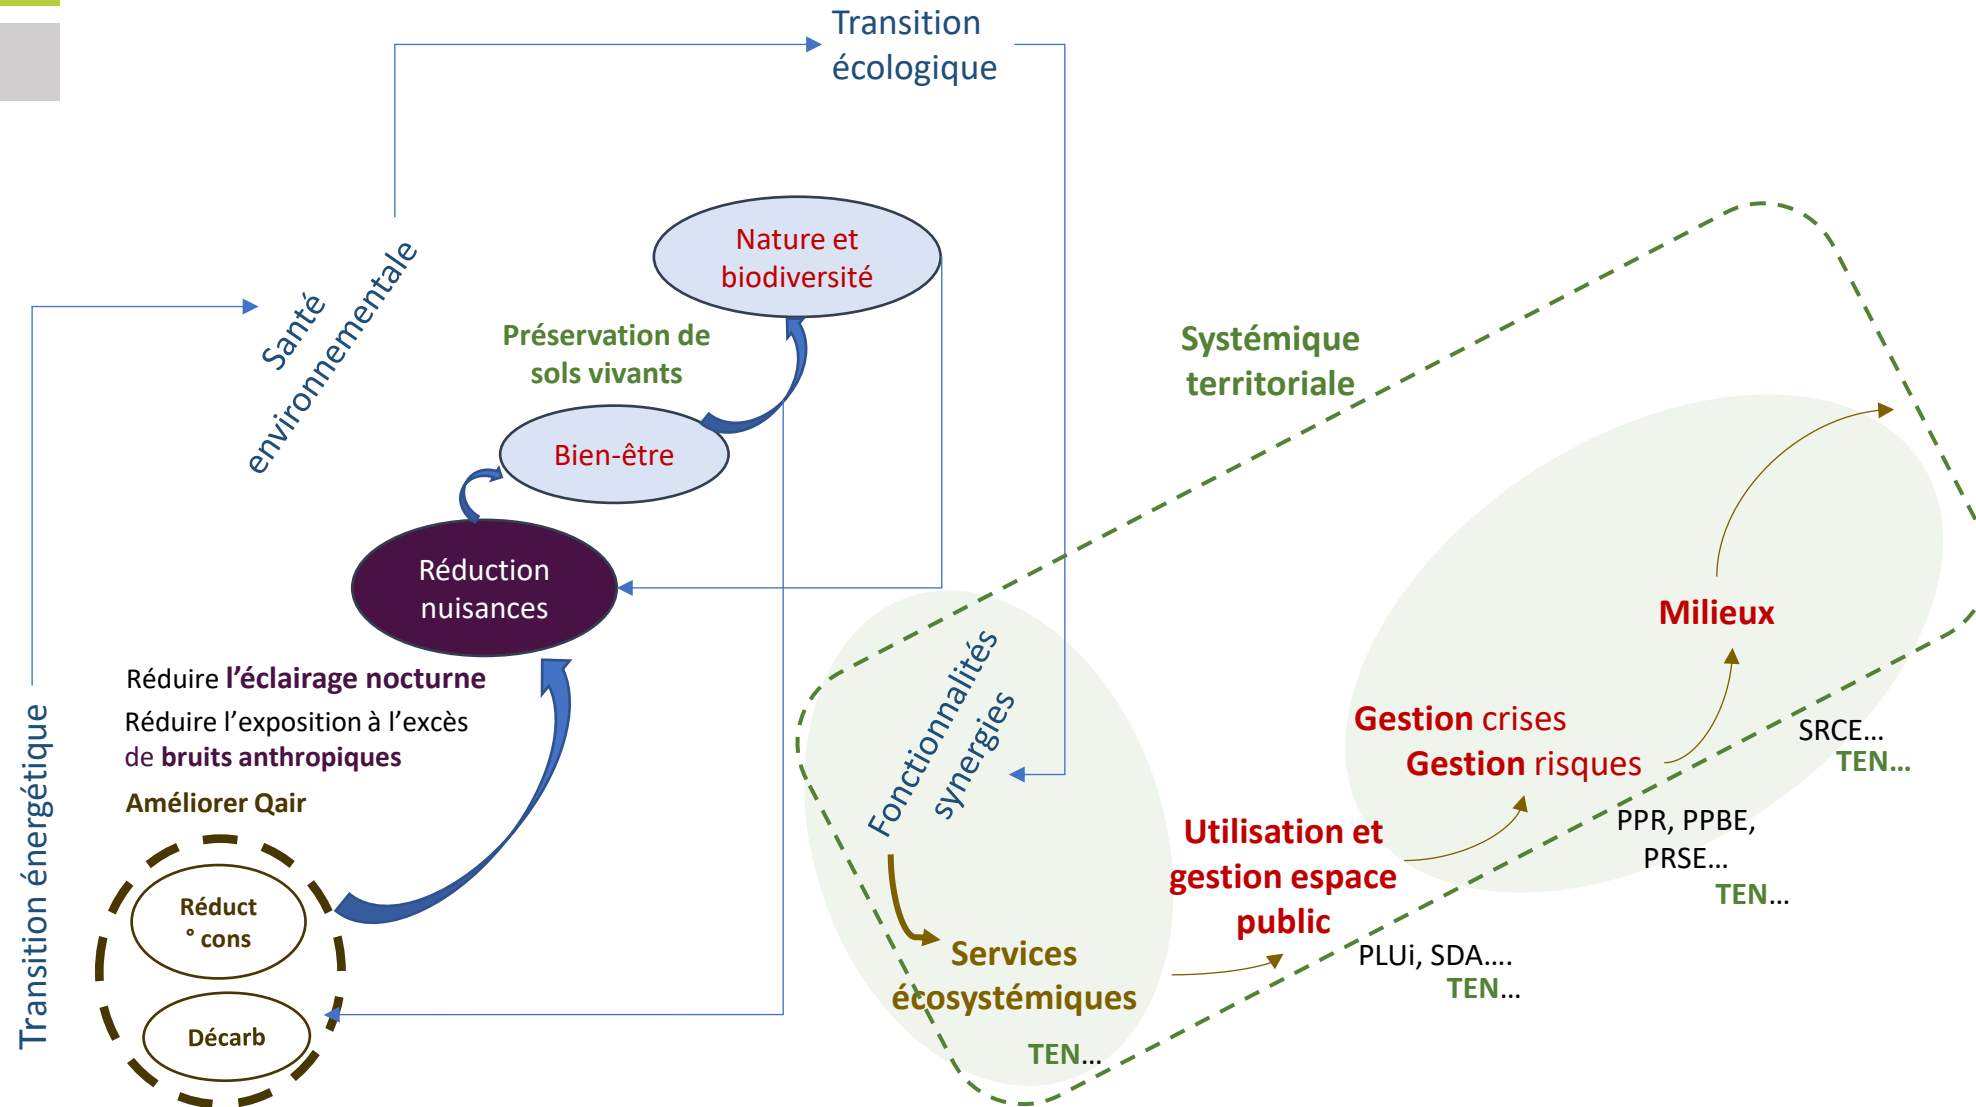 Transition
écologique
Santé
environnementale
Nature et
biodiversité
Préservation de
sols vivants
Bien-être
Réduction
nuisances
Réduire l’éclairage nocturne
Réduire l’exposition à l’excès
de bruits anthropiques
Améliorer Qair
Réduct
° cons
Décarb
Transition énergétique
Systémique
territoriale
Fonctionnalités
synergies
Services
écosystémiques
TEN...
Utilisation et
gestion espace
public
PLUi, SDA....
TEN...
Gestion crises
Gestion risques
PPR, PPBE,
PRSE...
TEN...
Milieux
SRCE...
TEN...